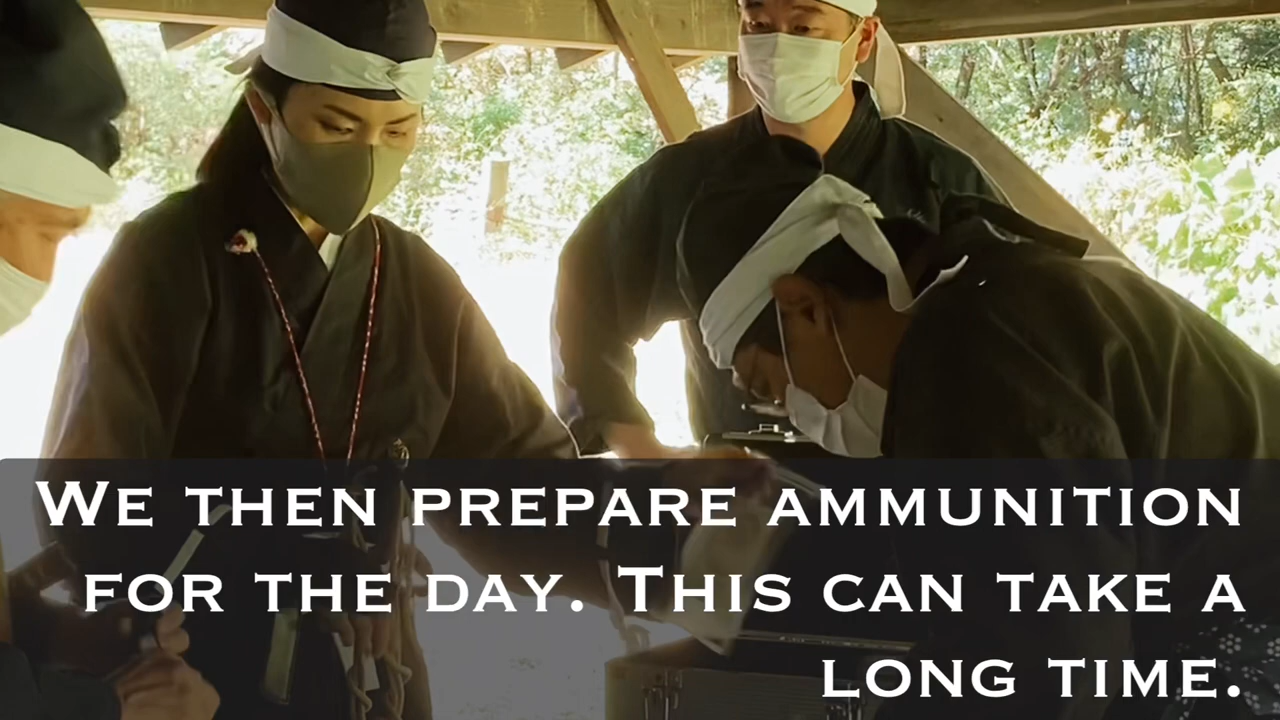 We then prepare ammunition
for the day. This can take a
long time.